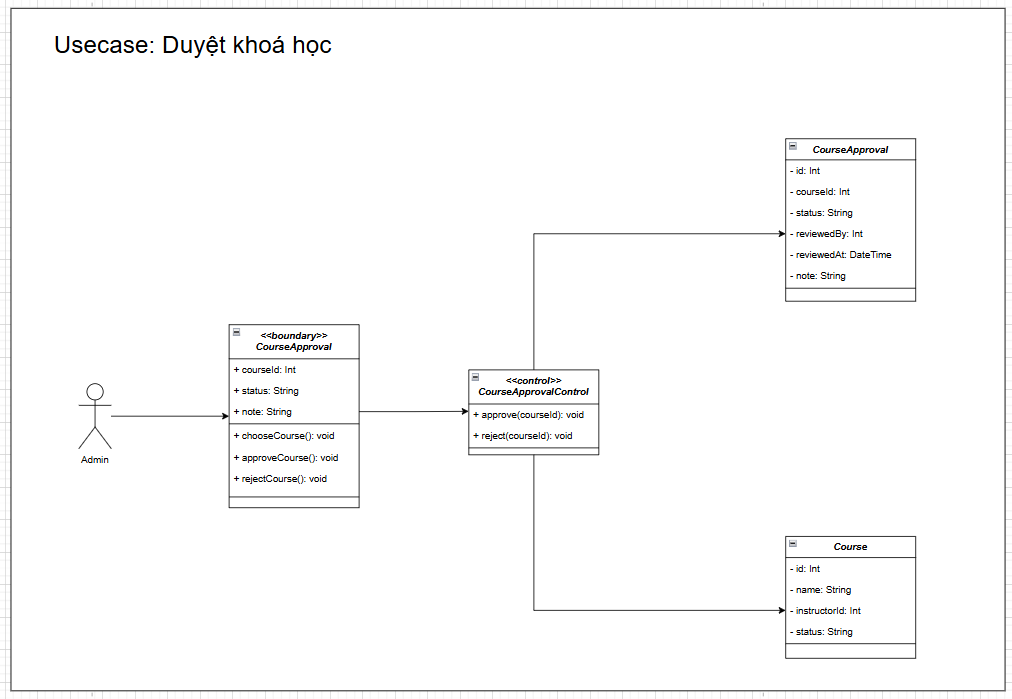 Usecase: Duyệt khoá học
CourseApproval
- id: Int
- courseId: Int
- status: String
- reviewedBy: Int
- reviewedAt: DateTime
- note: String
<<boundary>>
CourseApproval
+ courseId: Int
+ status: String
+ note: String
+ chooseCourse(): void
+ approveCourse(): void
+ rejectCourse(): void
Admin
<<control>>
CourseApprovalControl
+ approve(courseId): void
+ reject(courseId): void
Course
- id: Int
- name: String
- instructorId: Int
- status: String